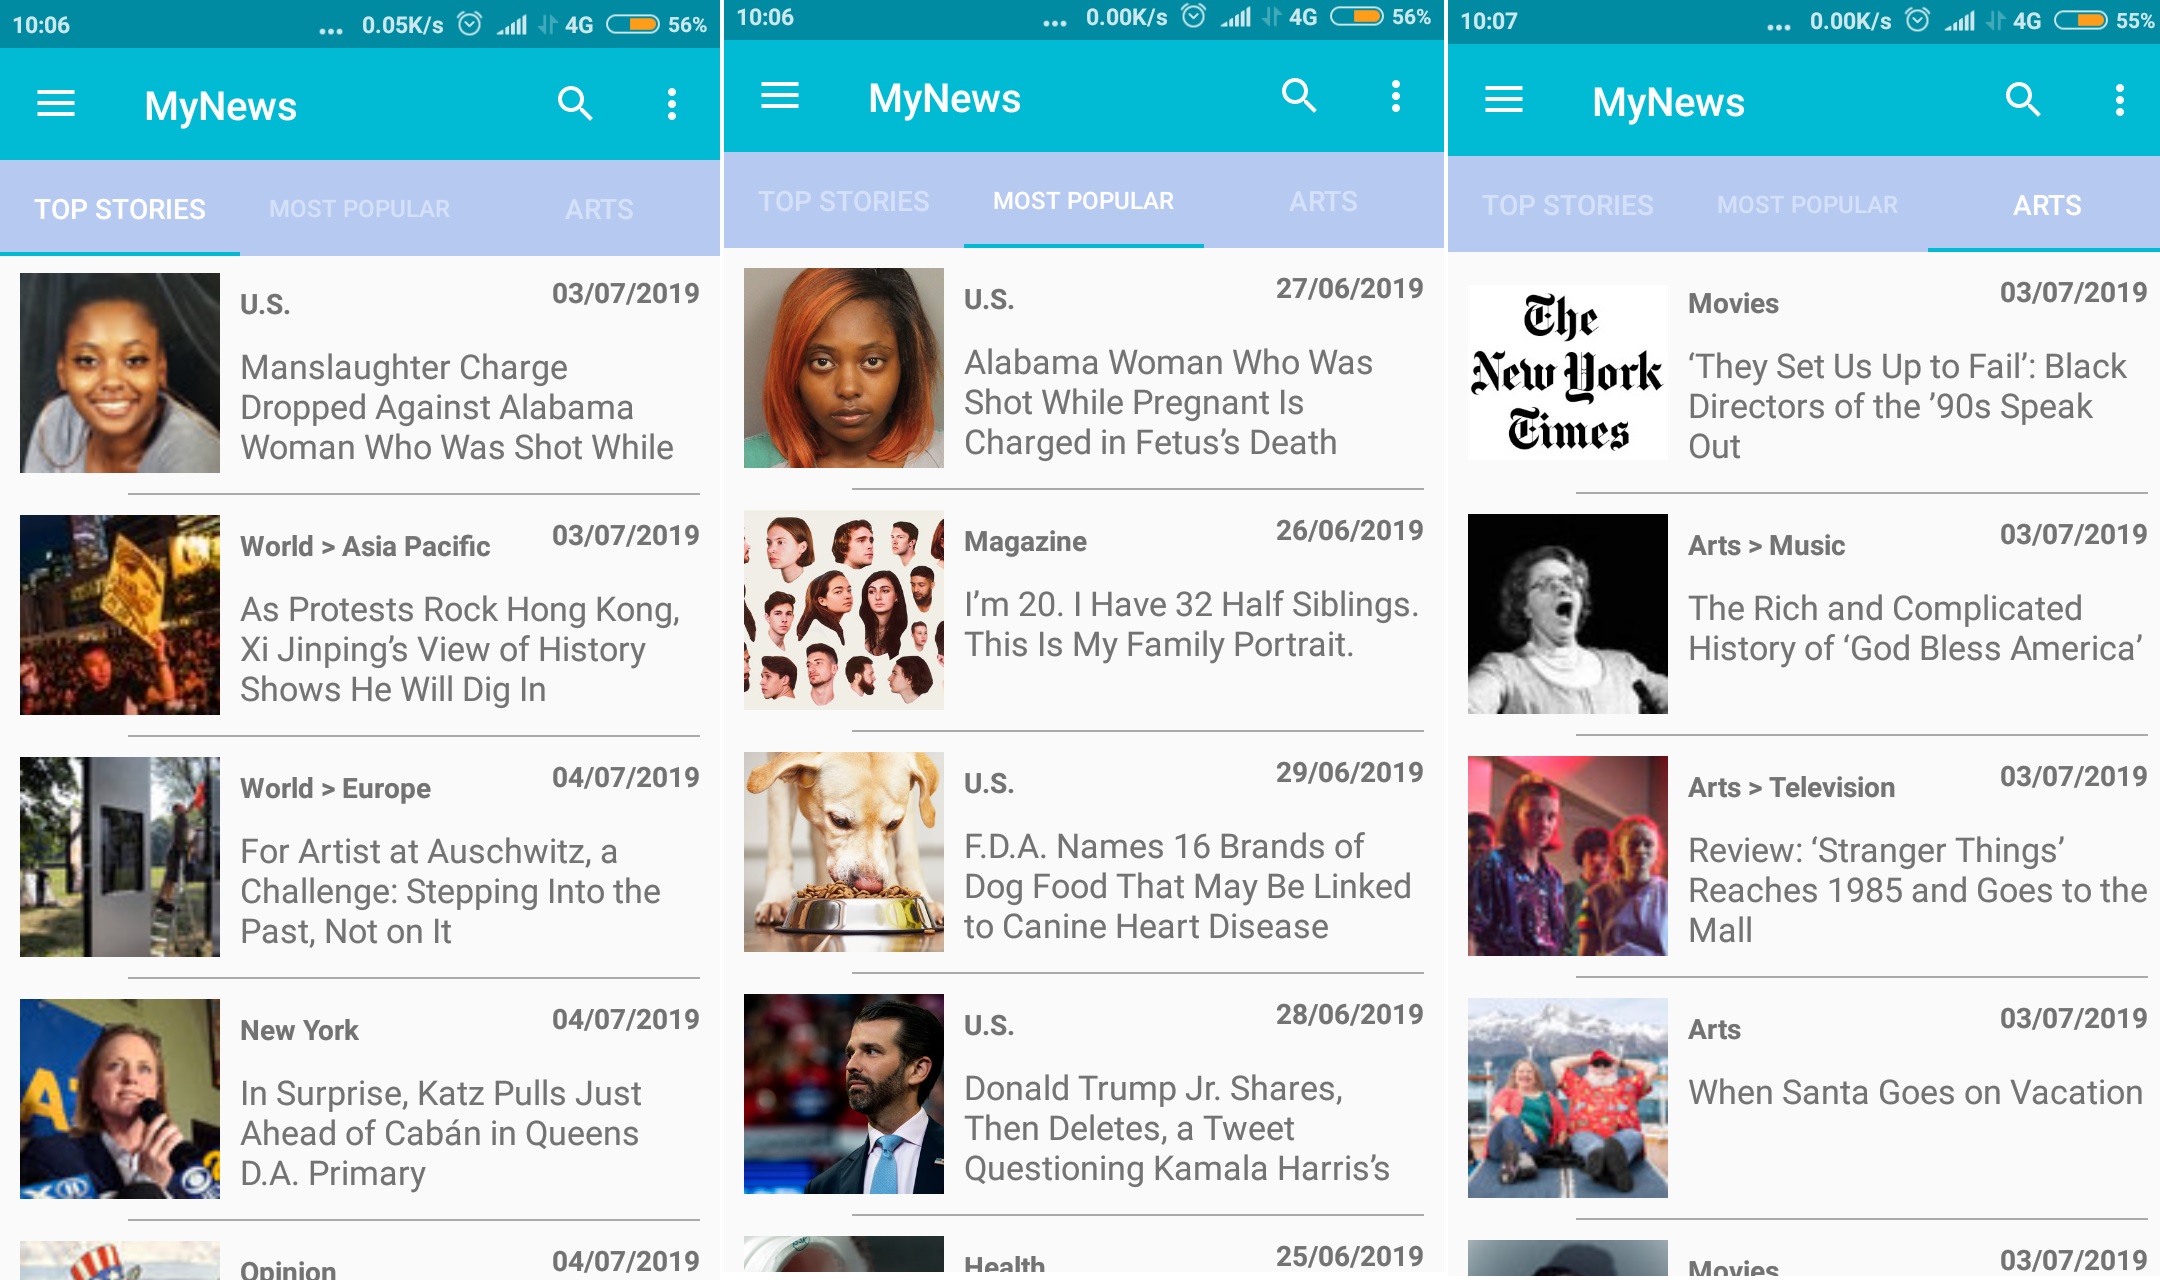 10:06 ... 0.05K/s 4G 56%
MyNews
TOP STORIES MOST POPULAR ARTS
U.S. 03/07/2019
Manslaughter Charge
Dropped Against Alabama
Woman Who Was Shot While
World > Asia Pacific 03/07/2019
As Protests Rock Hong Kong,
Xi Jinping’s View of History
Shows He Will Dig In
World > Europe 04/07/2019
For Artist at Auschwitz, a
Challenge: Stepping Into the
Past, Not on It
New York 04/07/2019
In Surprise, Katz Pulls Just
Ahead of Cabán in Queens
D.A. Primary
Opinion 04/07/2019
10:06 ... 0.00K/s 4G 56%
MyNews
TOP STORIES MOST POPULAR ARTS
U.S. 27/06/2019
Alabama Woman Who Was
Shot While Pregnant Is
Charged in Fetus’s Death
Magazine 26/06/2019
I’m 20. I Have 32 Half Siblings.
This Is My Family Portrait.
U.S. 29/06/2019
F.D.A. Names 16 Brands of
Dog Food That May Be Linked
to Canine Heart Disease
U.S. 28/06/2019
Donald Trump Jr. Shares,
Then Deletes, a Tweet
Questioning Kamala Harris’s
Health 25/06/2019
10:07 ... 0.00K/s 4G 55%
MyNews
TOP STORIES MOST POPULAR ARTS
The
New York
Times
Movies 03/07/2019
‘They Set Us Up to Fail’: Black
Directors of the ’90s Speak
Out
Arts > Music 03/07/2019
The Rich and Complicated
History of ‘God Bless America’
Arts > Television 03/07/2019
Review: ‘Stranger Things’
Reaches 1985 and Goes to the
Mall
Arts 03/07/2019
When Santa Goes on Vacation
Movies 03/07/2019